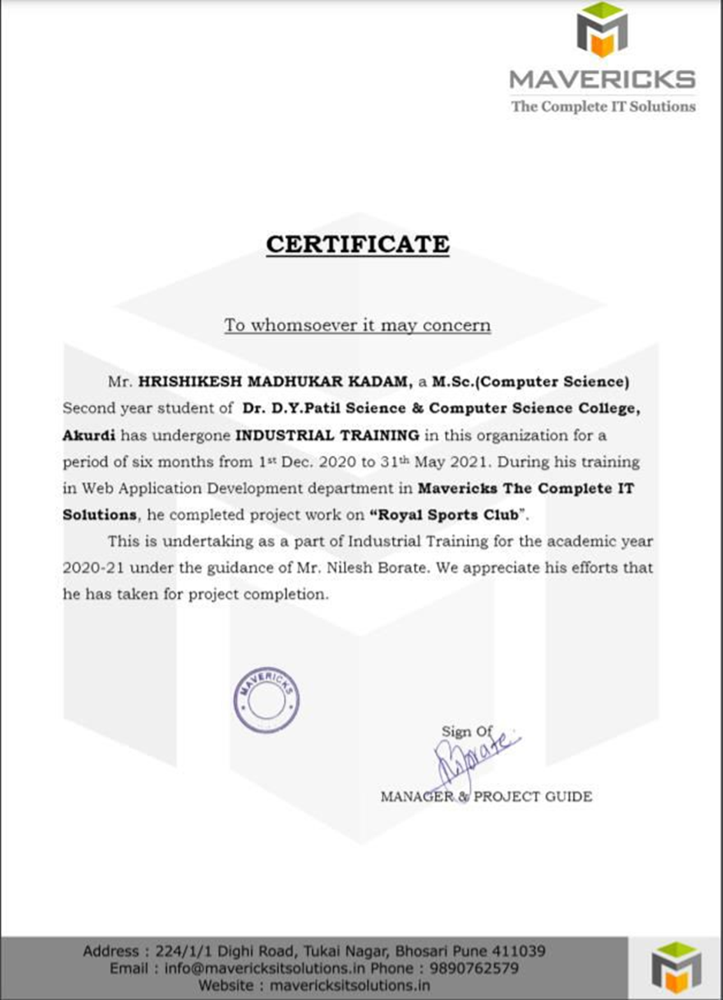 MAVERICKS
The Complete IT Solutions
CERTIFICATE
To whomsoever it may concern
Mr. HRISHIKESH MADHUKAR KADAM, a M.Sc.(Computer Science)
Second year student of Dr. D.Y.Patil Science & Computer Science College,
Akurdi has undergone INDUSTRIAL TRAINING in this organization for a
period of six months from 1st Dec. 2020 to 31th May 2021. During his training
in Web Application Development department in Mavericks The Complete IT
Solutions, he completed project work on “Royal Sports Club”.
This is undertaking as a part of Industrial Training for the academic year
2020-21 under the guidance of Mr. Nilesh Borate. We appreciate his efforts that
he has taken for project completion.
MAVERICKS
Sign Of
Borate
MANAGER & PROJECT GUIDE
Address : 224/1/1 Dighi Road, Tukai Nagar, Bhosari Pune 411039
Email : info@mavericksitsolutions.in Phone : 9890762579
Website : mavericksitsolutions.in